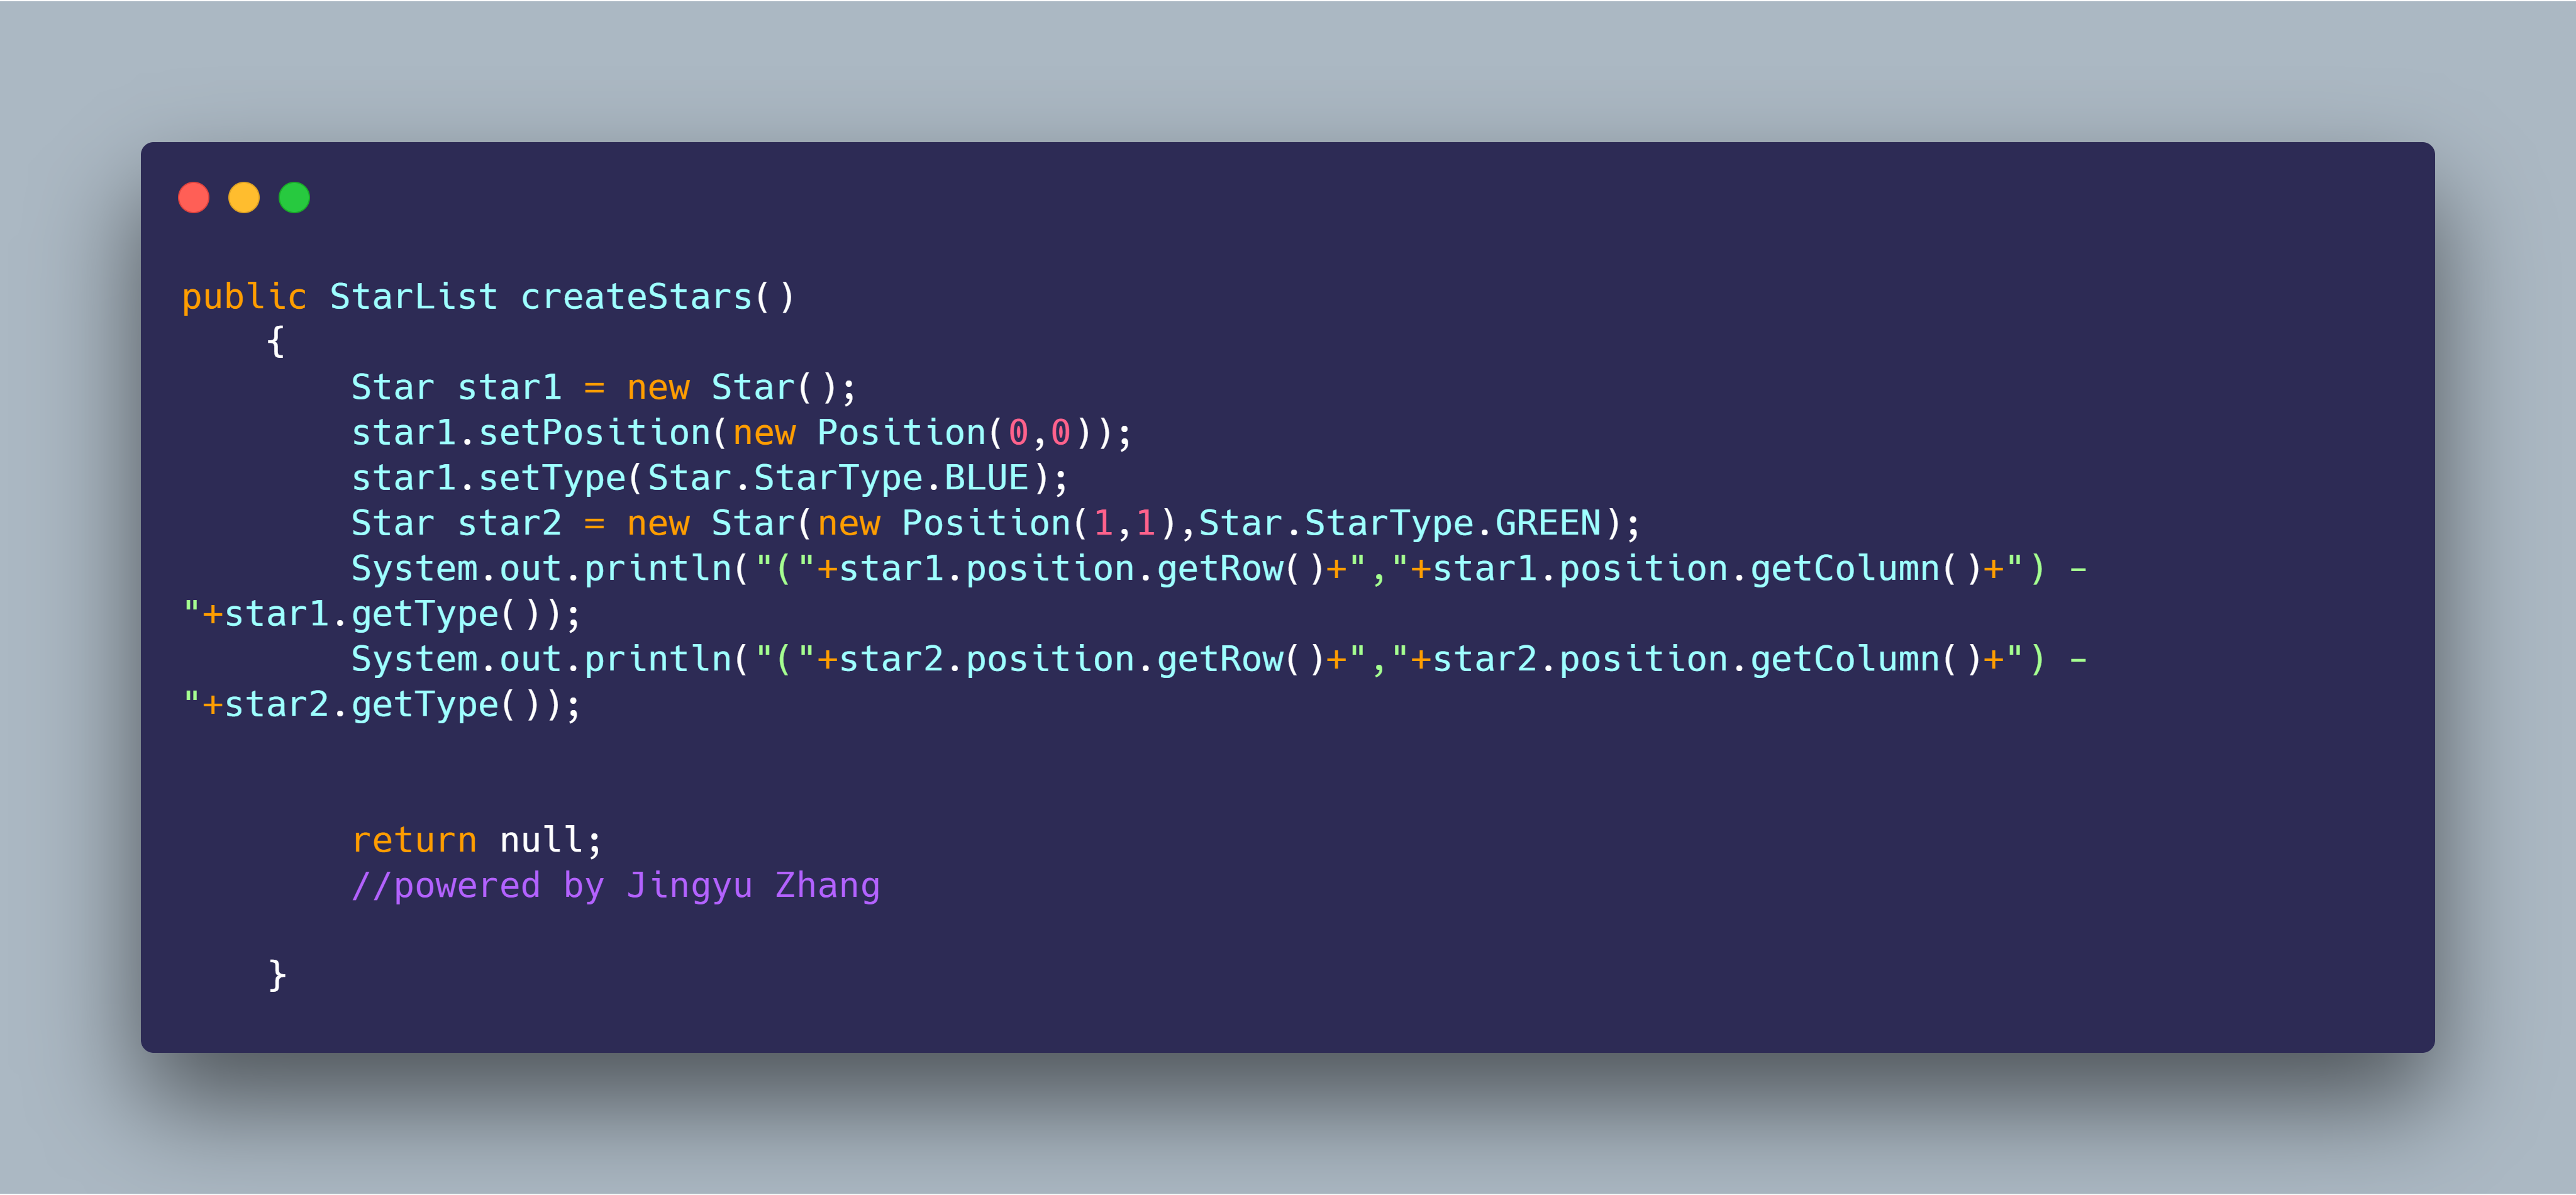 public StarList createStars()
    {
        Star star1 = new Star();
        star1.setPosition(new Position(0,0));
        star1.setType(Star.StarType.BLUE);
        Star star2 = new Star(new Position(1,1),Star.StarType.GREEN);
        System.out.println("("+star1.position.getRow()+","+star1.position.getColumn()+") -
"+star1.getType());
        System.out.println("("+star2.position.getRow()+","+star2.position.getColumn()+") -
"+star2.getType());
        return null;
        //powered by Jingyu Zhang
    }